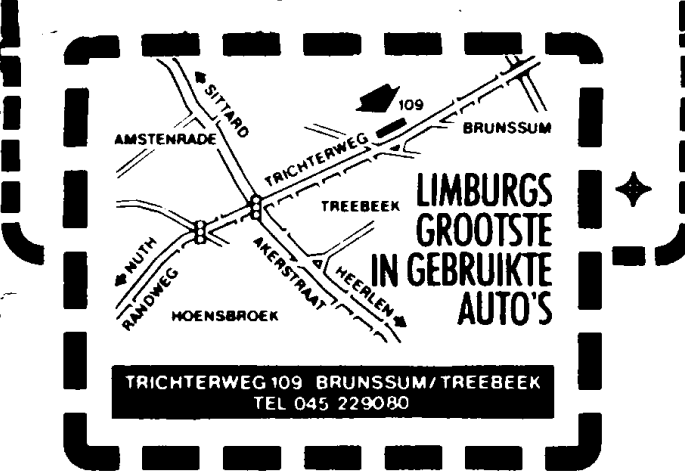 SITTARD
109
AMSTENRADE
BRUNSSUM
TRICHTERWEG
TREEBEEK
LIMBURGS
GROOTSTE
IN GEBRUIKTE
AUTO'S
NUTH
RANDWEG
AKERSTRAAT
HEERLEN
HOENSBROEK
TRICHTERWEG 109 BRUNSSUM/TREEBEEK
TEL 045 229080